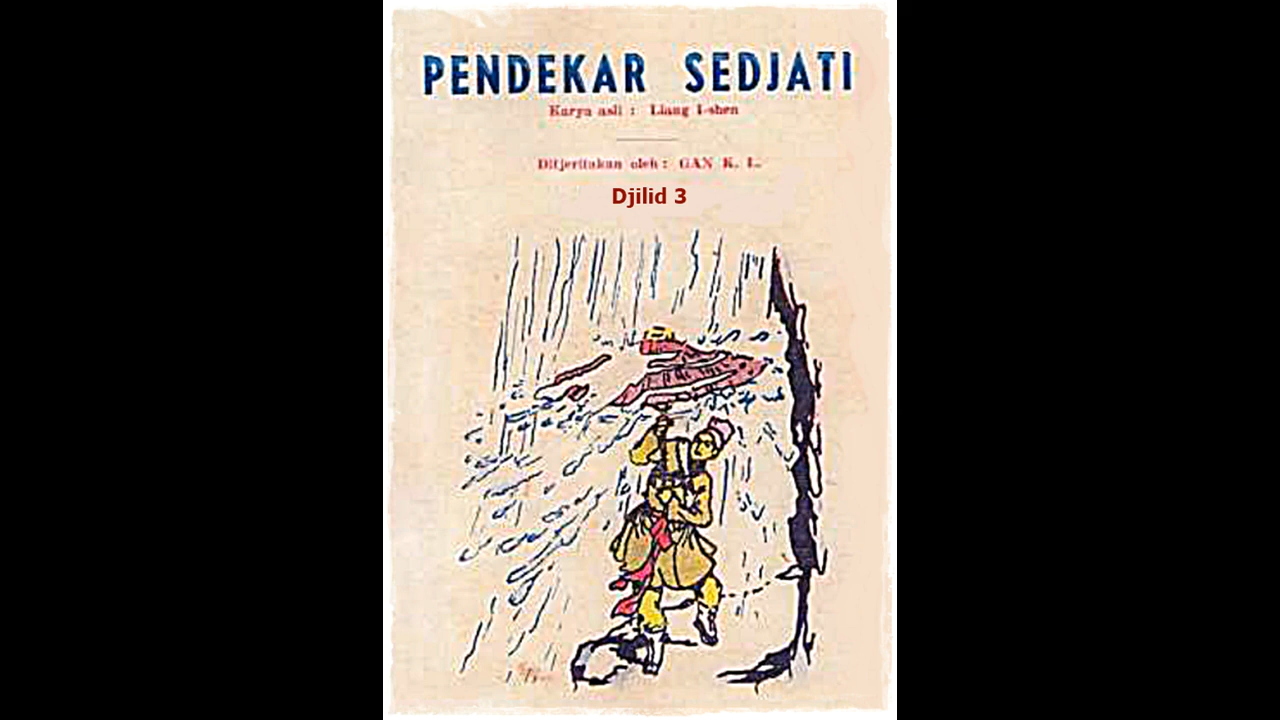 PENDEKAR SEDJATI
Karya asli : Liang I-shen
Ditjeritakan oleh : GAN K. L.
Djilid 3